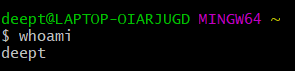 deept@LAPTOP-OIARJUGD MINGW64 ~
$ whoami
deept